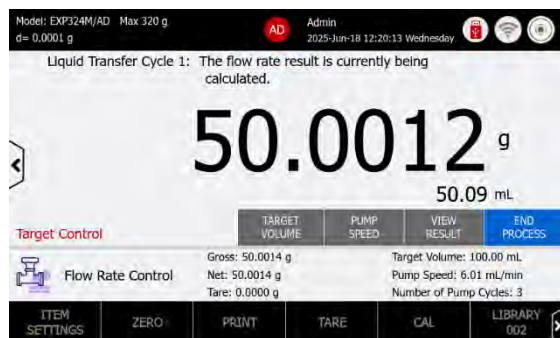 Model: EXP324M/AD Max 320 g
d= 0.0001 g
AD
Admin
2025-Jun-18 12:20:13 Wednesday
Liquid Transfer Cycle 1: The flow rate result is currently being
calculated.
50.0012 g
50.09 mL
Target Control
TARGET
VOLUME
PUMP
SPEED
VIEW
RESULT
END
PROCESS
Flow Rate Control
Gross: 50.0014 g
Net: 50.0014 g
Tare: 0.0000 g
Target Volume: 100.00 mL
Pump Speed: 6.01 mL/min
Number of Pump Cycles: 3
ITEM
SETTINGS
ZERO
PRINT
TARE
CAL
LIBRARY
002